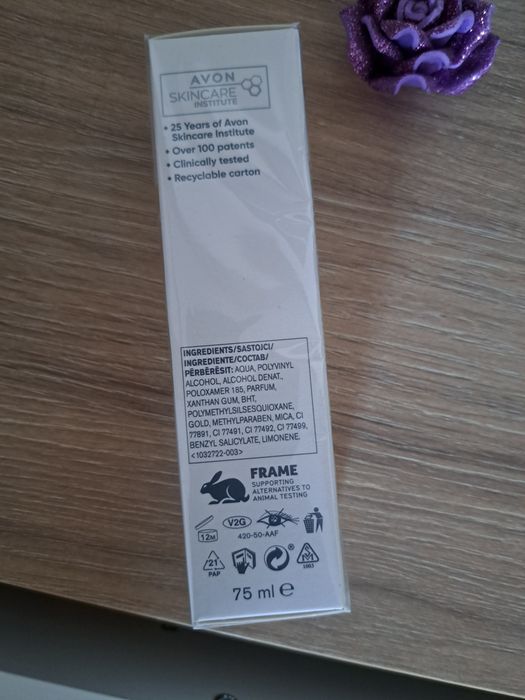 AVON
SKINCARE
INSTITUTE
• 25 Years of Avon
Skincare Institute
• Over 100 patents
• Clinically tested
• Recyclable carton
INGREDIENTS/SASTOJCI/
INGREDIENTE/СОСТАВ/
PËRBËRËSIT: AQUA, POLYVINYL
ALCOHOL, ALCOHOL DENAT.,
POLOXAMER 185, PARFUM,
XANTHAN GUM, BHT,
POLYMETHYLSILSESQUIOXANE,
GOLD, METHYLPARABEN, MICA, CI
77891, CI 77491, CI 77492, CI 77499,
BENZYL SALICYLATE, LIMONENE.
<1032722-003>
FRAME
SUPPORTING
ALTERNATIVES TO
ANIMAL TESTING
12M
V2G
420-50-AAF
21
PAP
®
1003
75 ml e